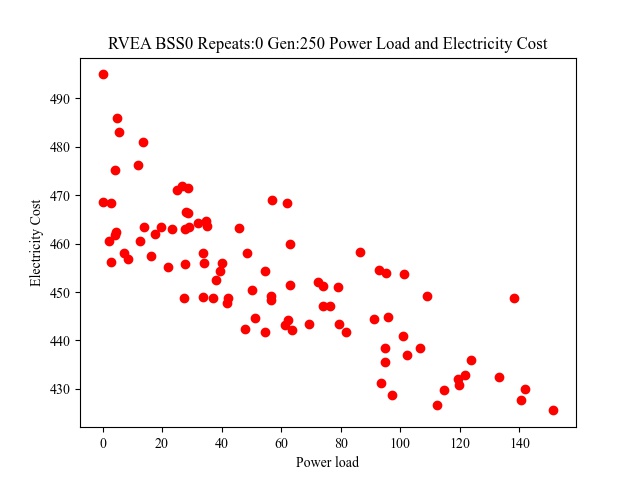 RVEA BSS0 Repeats:0 Gen:250 Power Load and Electricity Cost
490
480
470
460
450
440
430
Electricity Cost
0 20 40 60 80 100 120 140
Power load